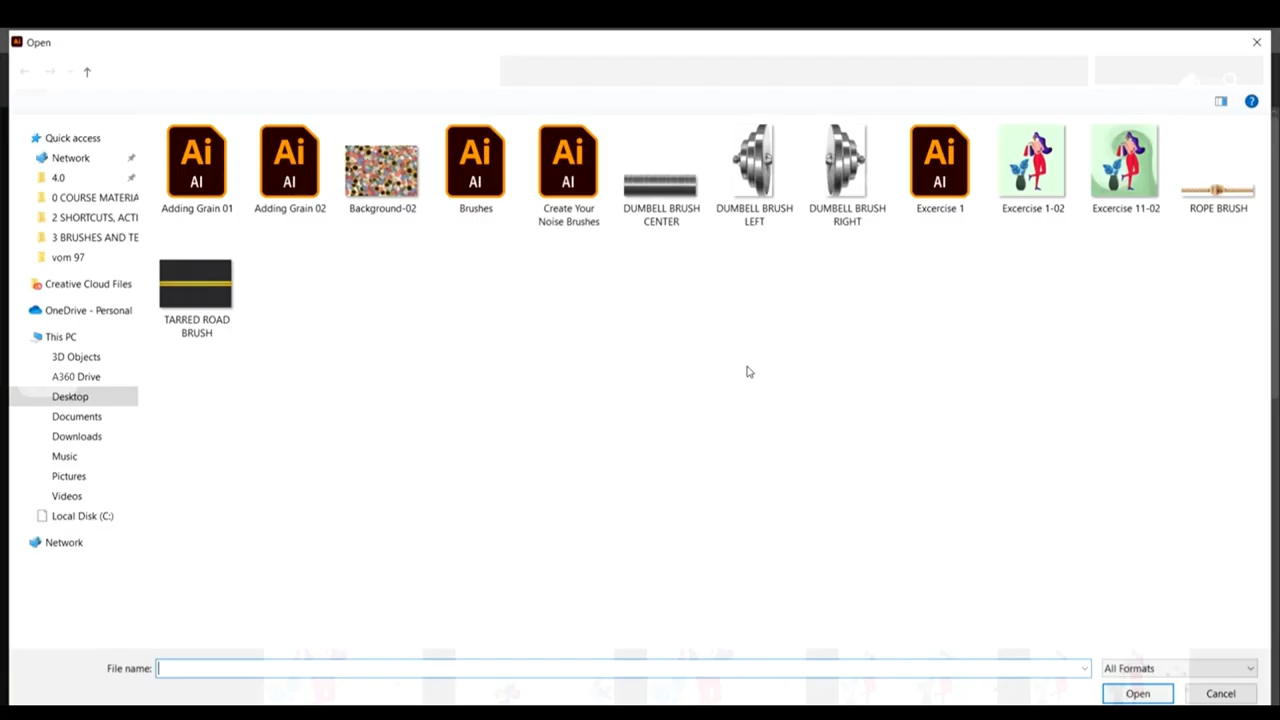 Ai Open
Quick access
Network
4.0
0 COURSE MATERIA
2 SHORTCUTS, ACTI
3 BRUSHES AND TE
vom 97
Creative Cloud Files
OneDrive - Personal
This PC
3D Objects
A360 Drive
Desktop
Documents
Downloads
Music
Pictures
Videos
Local Disk (C:)
Network
Ai
AI
Adding Grain 01
Ai
AI
Adding Grain 02
Background-02
Ai
AI
Brushes
Ai
AI
Create Your
Noise Brushes
DUMBELL BRUSH
CENTER
DUMBELL BRUSH
LEFT
DUMBELL BRUSH
RIGHT
Ai
AI
Excercise 1
Excercise 1-02
Excercise 11-02
ROPE BRUSH
TARRED ROAD
BRUSH
File name:
All Formats
Open
Cancel